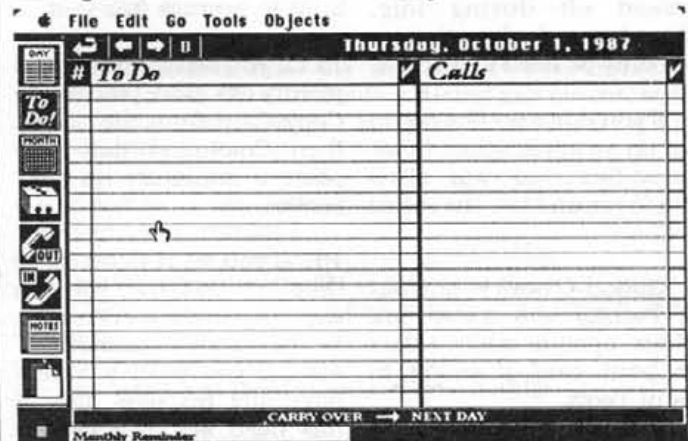 File Edit Go Tools Objects
Thursday, October 1, 1987
# To Do ✓ Calls ✓
DAY
To
Do!
MONTH
OUT
IN
NOTES
CARRY OVER → NEXT DAY
Monthly Reminder